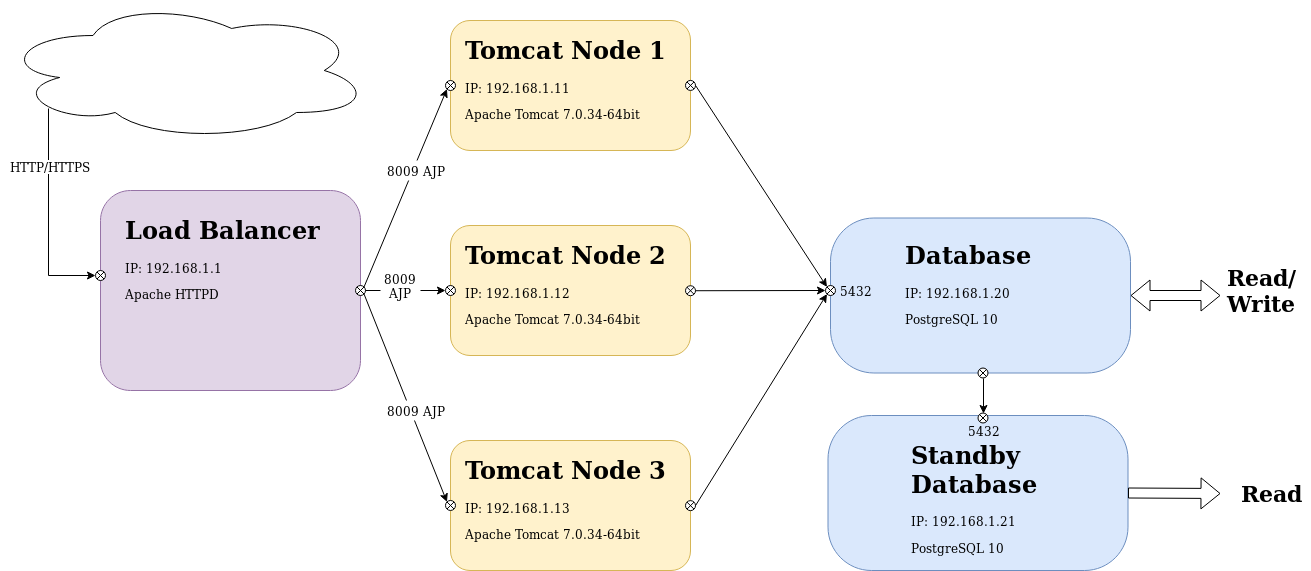 HTTP/HTTPS
Load Balancer
IP: 192.168.1.1
Apache HTTPD
8009 AJP
8009
AJP
8009 AJP
Tomcat Node 1
IP: 192.168.1.11
Apache Tomcat 7.0.34-64bit
Tomcat Node 2
IP: 192.168.1.12
Apache Tomcat 7.0.34-64bit
Tomcat Node 3
IP: 192.168.1.13
Apache Tomcat 7.0.34-64bit
5432
Database
IP: 192.168.1.20
PostgreSQL 10
Read/
Write
5432
Standby
Database
IP: 192.168.1.21
PostgreSQL 10
Read